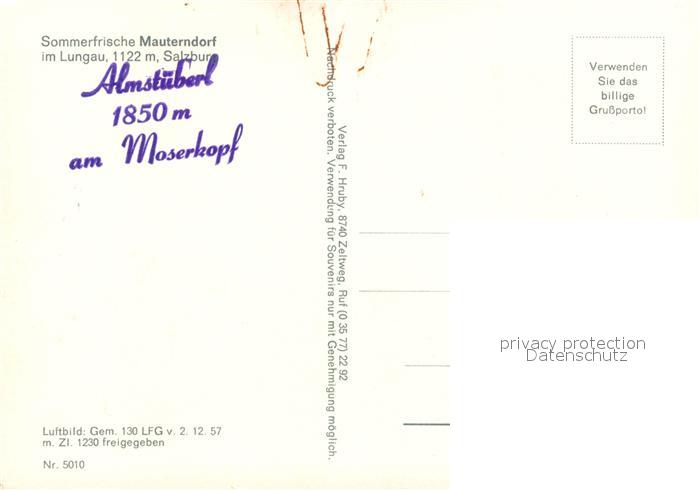 Sommerfrische Mauterndorf
im Lungau, 1122 m, Salzburg
Almstüberl
1850 m
am Moserkopf
Nachdruck verboten. Verwendung für Souvenirs nur mit Genehmigung möglich.
Verlag F. Hruby, 8740 Zeltweg, Ruf (0 35 77) 22 92
Verwenden
Sie das
billige
Grußporto!
privacy protection
Datenschutz
Luftbild: Gem. 130 LFG v. 2. 12. 57
m. Zl. 1230 freigegeben
Nr. 5010